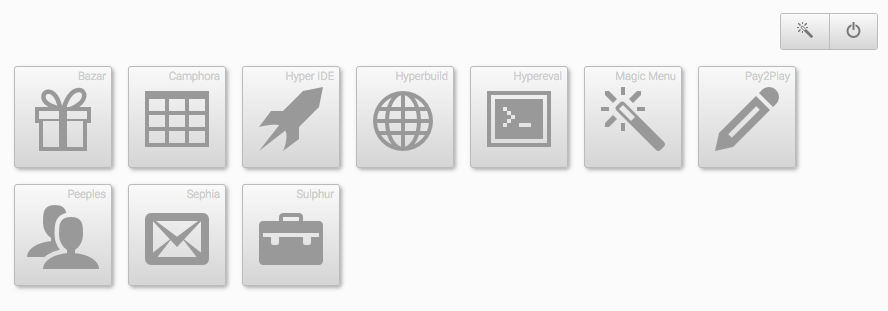 Bazar
Camphora
Hyper IDE
Hyperbuild
Hypereval
Magic Menu
Pay2Play
Peeples
Sephia
Sulphur